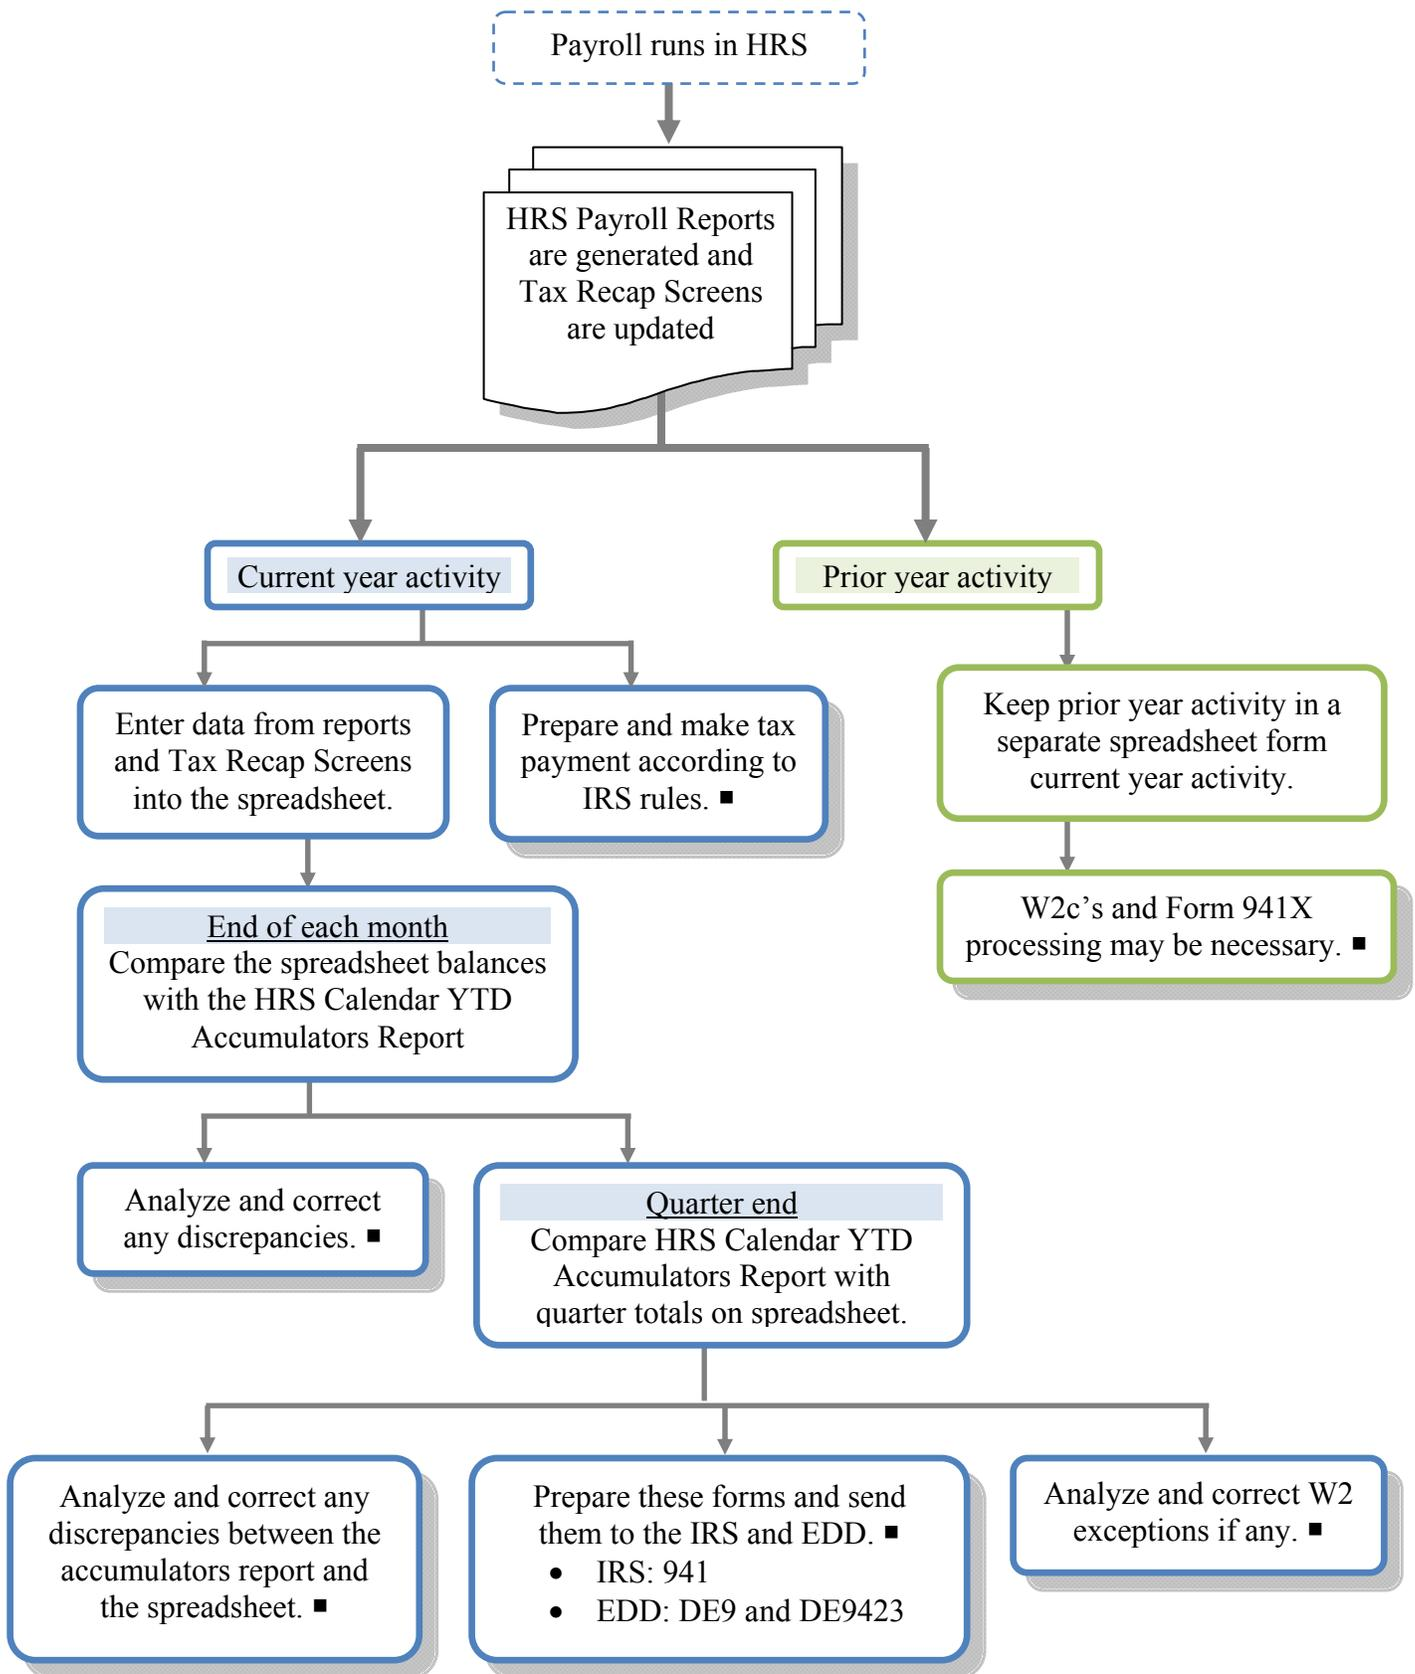 Payroll runs in HRS
HRS Payroll Reports
are generated and
Tax Recap Screens
are updated
Current year activity
Prior year activity
Enter data from reports
and Tax Recap Screens
into the spreadsheet.
Prepare and make tax
payment according to
IRS rules. ■
Keep prior year activity in a
separate spreadsheet form
current year activity.
W2c’s and Form 941X
processing may be necessary. ■
End of each month
Compare the spreadsheet balances
with the HRS Calendar YTD
Accumulators Report
Analyze and correct
any discrepancies. ■
Quarter end
Compare HRS Calendar YTD
Accumulators Report with
quarter totals on spreadsheet.
Analyze and correct any
discrepancies between the
accumulators report and
the spreadsheet. ■
Prepare these forms and send
them to the IRS and EDD. ■
• IRS: 941
• EDD: DE9 and DE9423
Analyze and correct W2
exceptions if any. ■